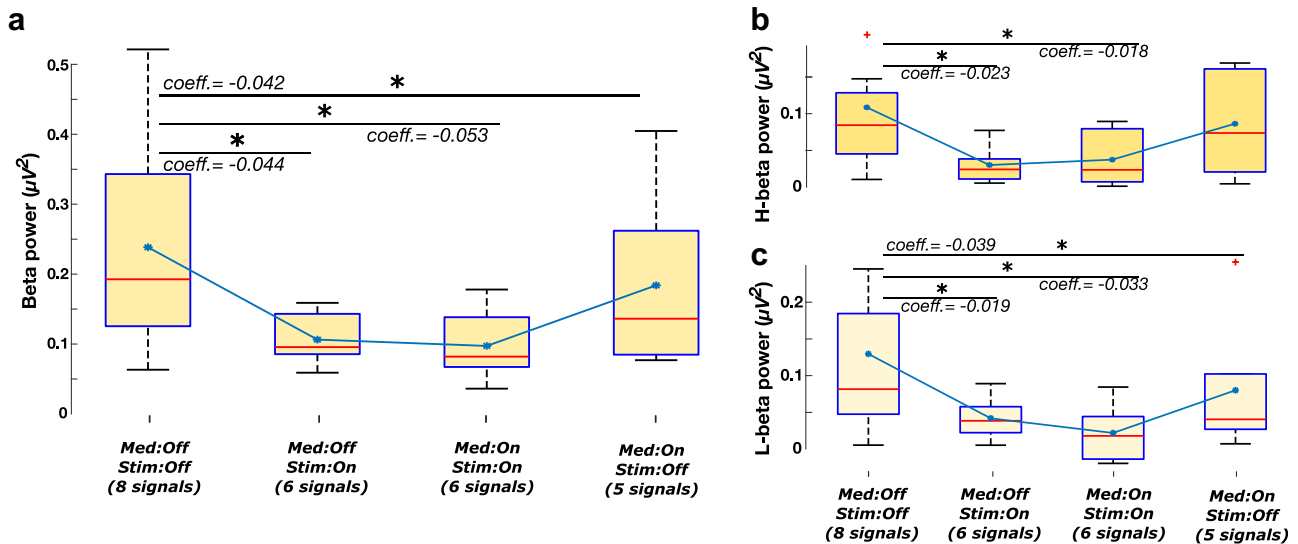 a
Beta power (µV²)
0.5
0.4
0.3
0.2
0.1
0
coeff.= -0.042
*
*
coeff.= -0.053
*
coeff.= -0.044
Med:Off
Stim:Off
(8 signals)
Med:Off
Stim:On
(6 signals)
Med:On
Stim:On
(6 signals)
Med:On
Stim:Off
(5 signals)
b
H-beta power (µV²)
0.1
0
+
*
coeff.= -0.018
*
coeff.= -0.023
c
L-beta power (µV²)
0.2
0.1
0
coeff.= -0.039
*
+
*
coeff.= -0.033
*
coeff.= -0.019
Med:Off
Stim:Off
(8 signals)
Med:Off
Stim:On
(6 signals)
Med:On
Stim:On
(6 signals)
Med:On
Stim:Off
(5 signals)